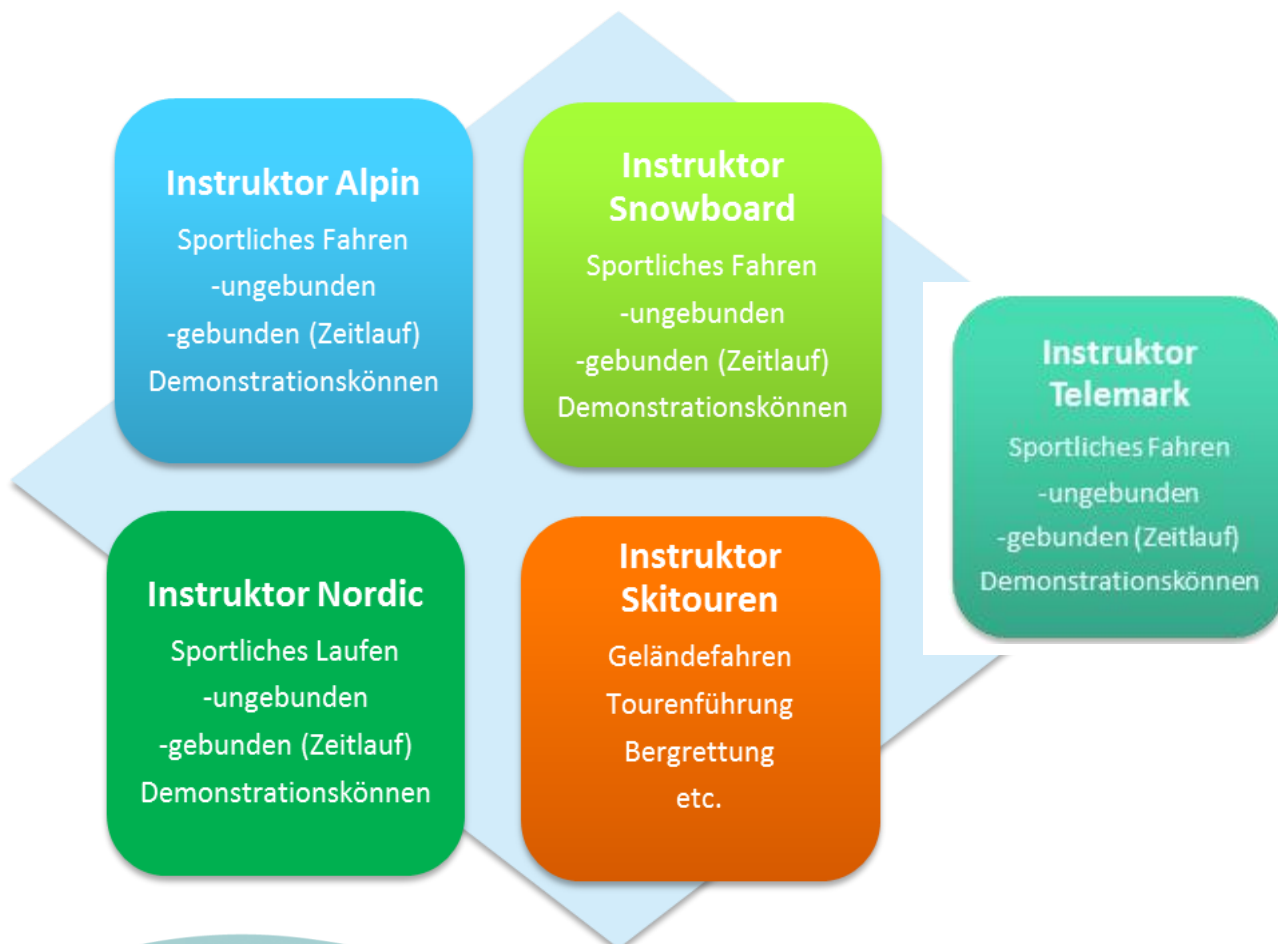 Instruktor Alpin
Sportliches Fahren
-ungebunden
-gebunden (Zeitlauf)
Demonstrationskönnen
Instruktor
Snowboard
Sportliches Fahren
-ungebunden
-gebunden (Zeitlauf)
Demonstrationskönnen
Instruktor
Telemark
Sportliches Fahren
-ungebunden
-gebunden (Zeitlauf)
Demonstrationskönnen
Instruktor Nordic
Sportliches Laufen
-ungebunden
-gebunden (Zeitlauf)
Demonstrationskönnen
Instruktor
Skitouren
Geländefahren
Tourenführung
Bergrettung
etc.